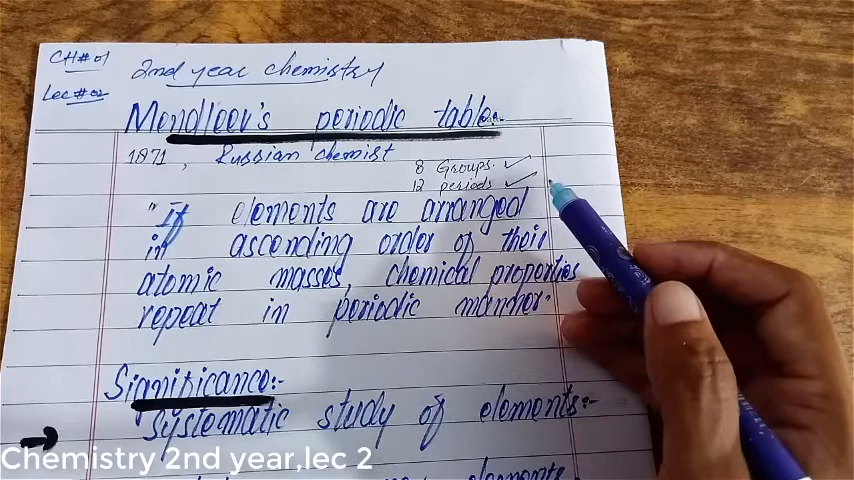 CH# 01
2nd year chemistry
Lec# 02
Mendleev's periodic table:-
1871, Russian chemist
8 Groups.
12 periods
"If elements are arranged
in ascending order of their
atomic masses, chemical properties
repeat in periodic manner"
Significance:-
Systematic study of elements:-
elements.
Chemistry 2nd year,lec 2